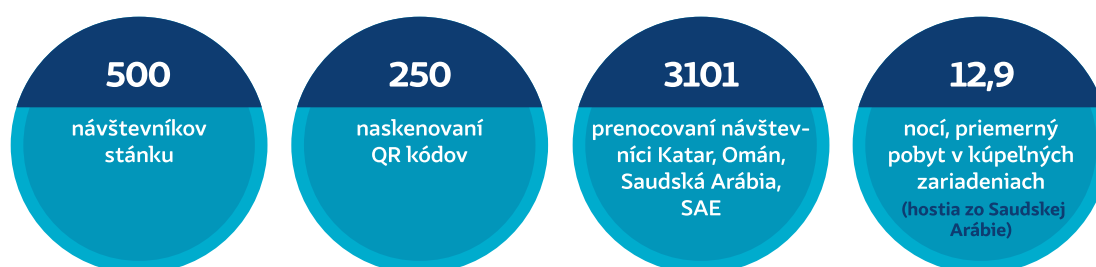 500
návštevníkov
stánku
250
naskenovaní
QR kódov
3101
prenocovaní návštev-
níci Katar, Omán,
Saudská Arábia,
SAE
12,9
nocí, priemerný
pobyt v kúpeľných
zariadeniach
(hostia zo Saudskej
Arábie)